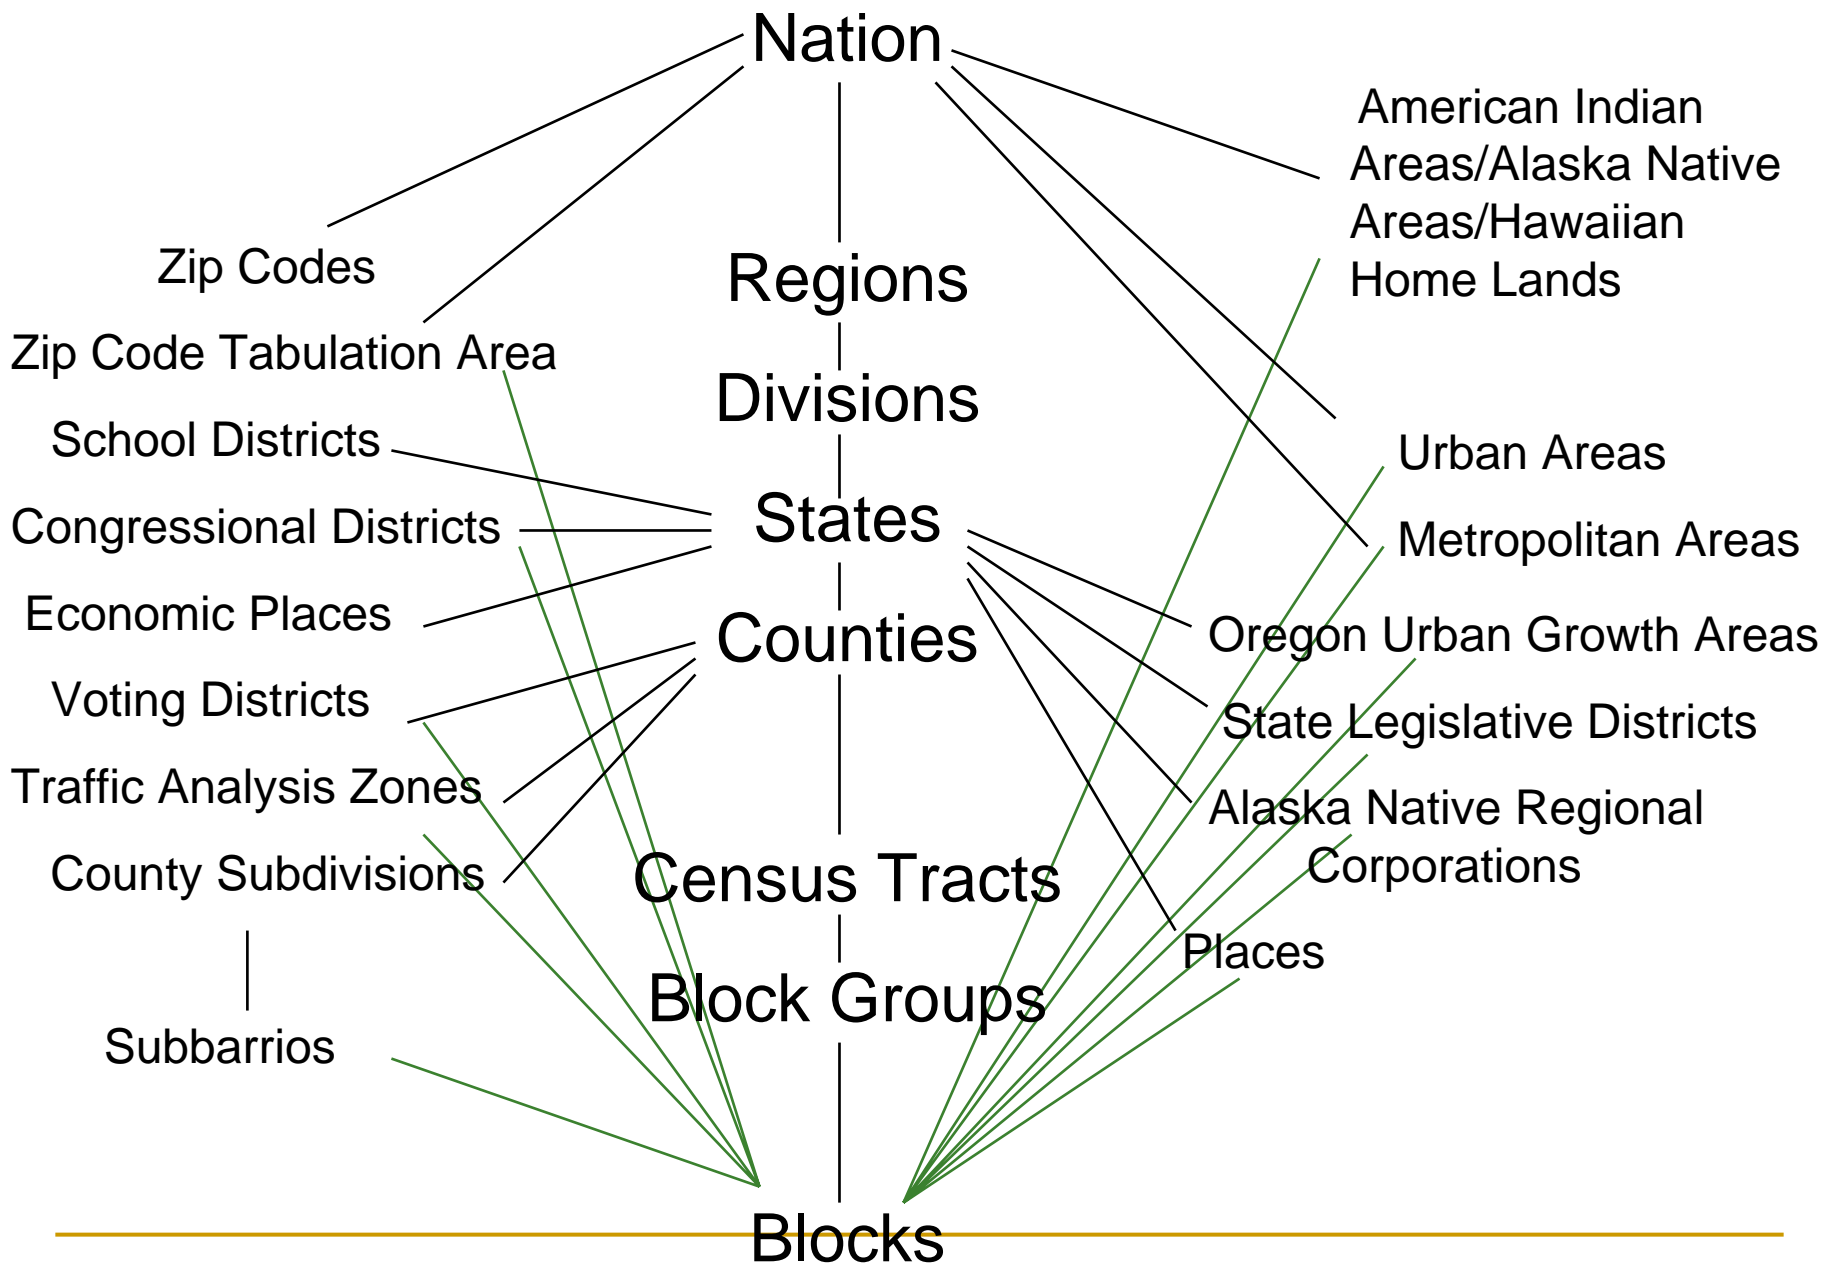 Nation
American Indian
Areas/Alaska Native
Areas/Hawaiian
Home Lands
Zip Codes
Regions
Zip Code Tabulation Area
Divisions
School Districts
Urban Areas
Congressional Districts
States
Metropolitan Areas
Economic Places
Counties
Oregon Urban Growth Areas
Voting Districts
State Legislative Districts
Traffic Analysis Zones
Alaska Native Regional
Corporations
County Subdivisions
Census Tracts
Places
Block Groups
Subbarrios
Blocks